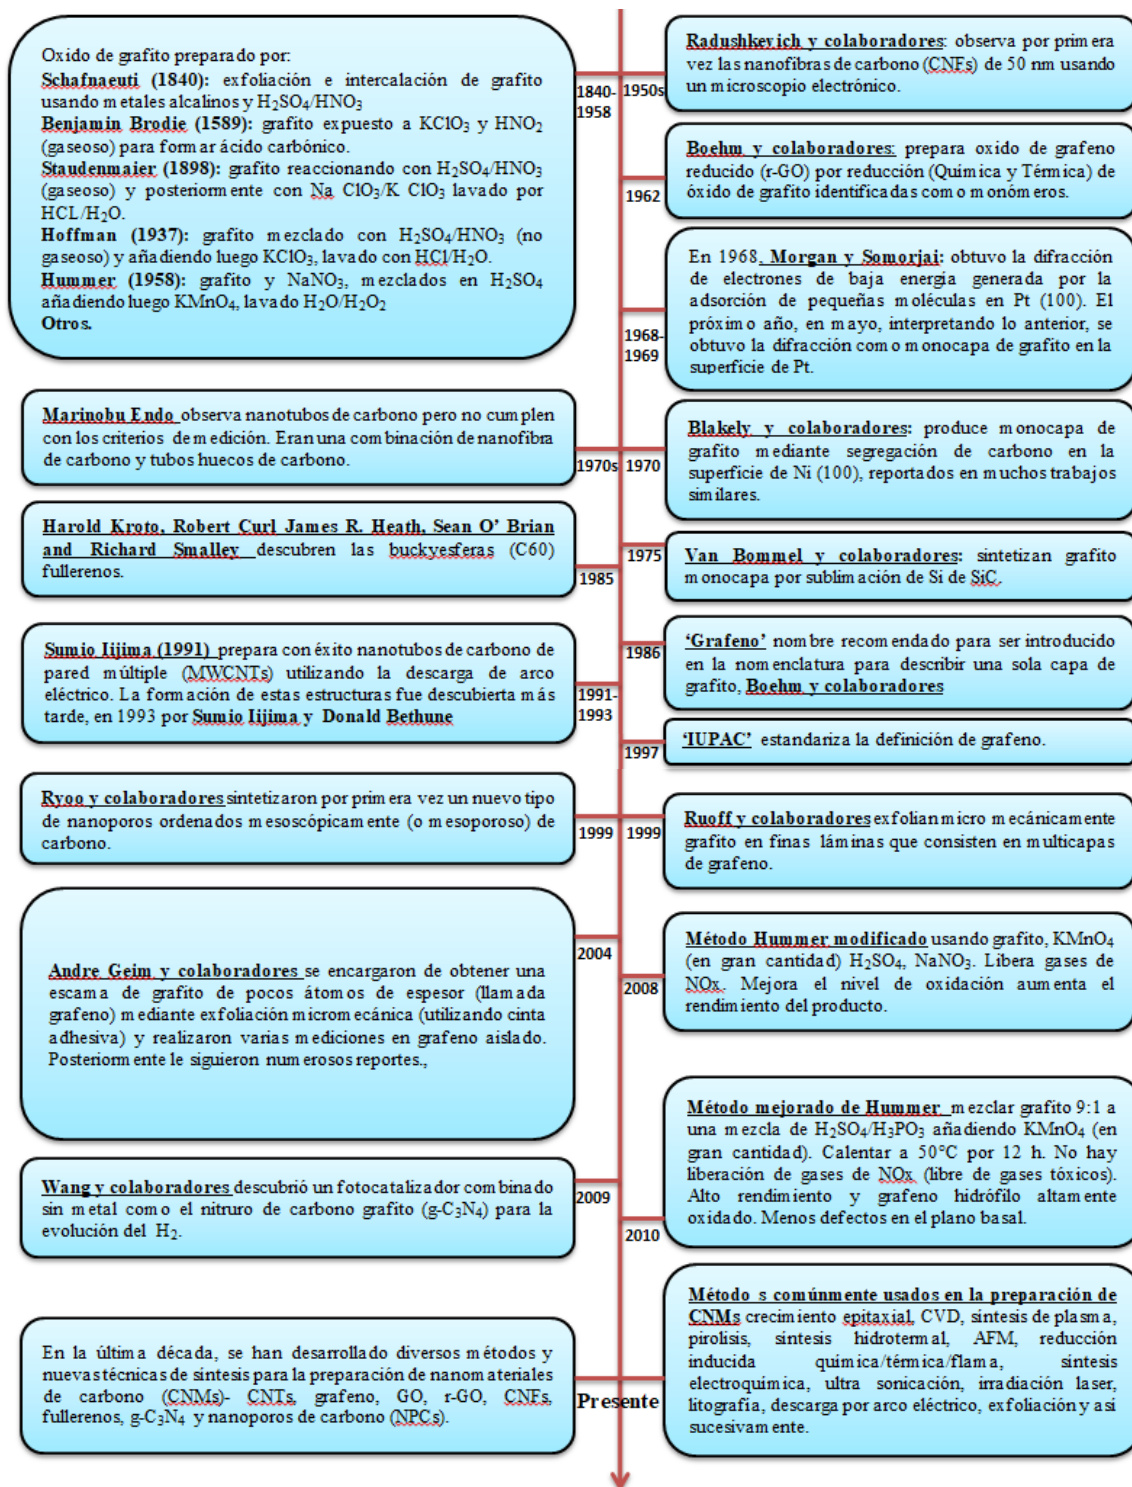 Oxido de grafito preparado por:
Schafnaeuti (1840): exfoliación e intercalación de grafito
usando metales alcalinos y H₂SO₄/HNO₃
Benjamin Brodie (1589): grafito expuesto a KClO₃ y HNO₂
(gaseoso) para formar ácido carbónico.
Staudenmaier (1898): grafito reaccionando con H₂SO₄/HNO₃
(gaseoso) y posteriormente con Na ClO₃/K ClO₃ lavado por
HCL/H₂O.
Hoffman (1937): grafito mezclado con H₂SO₄/HNO₃ (no
gaseoso) y añadiendo luego KClO₃, lavado con HCl/H₂O.
Hummer (1958): grafito y NaNO₃, mezclados en H₂SO₄
añadiendo luego KMnO₄, lavado H₂O/H₂O₂
Otros.
1840-
1958
1950s
Radushkevich y colaboradores: observa por primera
vez las nanofibras de carbono (CNFs) de 50 nm usando
un microscopio electrónico.
1962
Boehm y colaboradores: prepara oxido de grafeno
reducido (r-GO) por reducción (Química y Térmica) de
óxido de grafito identificadas como monómeros.
1968-
1969
En 1968, Morgan y Somorjai: obtuvo la difracción
de electrones de baja energía generada por la
adsorción de pequeñas moléculas en Pt (100). El
próximo año, en mayo, interpretando lo anterior, se
obtuvo la difracción como monocapa de grafito en la
superficie de Pt.
Marinobu Endo observa nanotubos de carbono pero no cumplen
con los criterios de medición. Eran una combinación de nanofibra
de carbono y tubos huecos de carbono.
1970s
1970
Blakely y colaboradores: produce monocapa de
grafito mediante segregación de carbono en la
superficie de Ni (100), reportados en muchos trabajos
similares.
Harold Kroto, Robert Curl James R. Heath, Sean O' Brian
and Richard Smalley descubren las buckyesferas (C60)
fullerenos.
1985
1975
Van Bommel y colaboradores: sintetizan grafito
monocapa por sublimación de Si de SiC.
1986
‘Grafeno’ nombre recomendado para ser introducido
en la nomenclatura para describir una sola capa de
grafito, Boehm y colaboradores
Sumio Iijima (1991) prepara con éxito nanotubos de carbono de
pared múltiple (MWCNTs) utilizando la descarga de arco
eléctrico. La formación de estas estructuras fue descubierta más
tarde, en 1993 por Sumio Iijima y Donald Bethune
1991-
1993
1997
‘IUPAC’ estandariza la definición de grafeno.
Ryoo y colaboradores sintetizaron por primera vez un nuevo tipo
de nanoporos ordenados mesoscópicamente (o mesoporoso) de
carbono.
1999
1999
Ruoff y colaboradores exfolian micro mecánicamente
grafito en finas láminas que consisten en multicapas
de grafeno.
2004
Andre Geim y colaboradores se encargaron de obtener una
escama de grafito de pocos átomos de espesor (llamada
grafeno) mediante exfoliación micromecánica (utilizando cinta
adhesiva) y realizaron varias mediciones en grafeno aislado.
Posteriormente le siguieron numerosos reportes.,
2008
Método Hummer modificado usando grafito, KMnO₄
(en gran cantidad) H₂SO₄, NaNO₃. Libera gases de
NOx. Mejora el nivel de oxidación aumenta el
rendimiento del producto.
Wang y colaboradores descubrió un fotocatalizador combinado
sin metal como el nitruro de carbono grafito (g-C₃N₄) para la
evolución del H₂.
2009
2010
Método mejorado de Hummer mezclar grafito 9:1 a
una mezcla de H₂SO₄/H₃PO₃ añadiendo KMnO₄ (en
gran cantidad). Calentar a 50°C por 12 h. No hay
liberación de gases de NOx (libre de gases tóxicos).
Alto rendimiento y grafeno hidrófilo altamente
oxidado. Menos defectos en el plano basal.
En la última década, se han desarrollado diversos métodos y
nuevas técnicas de síntesis para la preparación de nanomateriales
de carbono (CNMs)- CNTs, grafeno, GO, r-GO, CNFs,
fullerenos, g-C₃N₄ y nanoporos de carbono (NPCs).
Presente
Método s comúnmente usados en la preparación de
CNMs crecimiento epitaxial, CVD, síntesis de plasma,
pirolisis, síntesis hidrotermal, AFM, reducción
inducida química/térmica/flama, síntesis
electroquímica, ultra sonicación, irradiación laser,
litografía, descarga por arco eléctrico, exfoliación y así
sucesivamente.